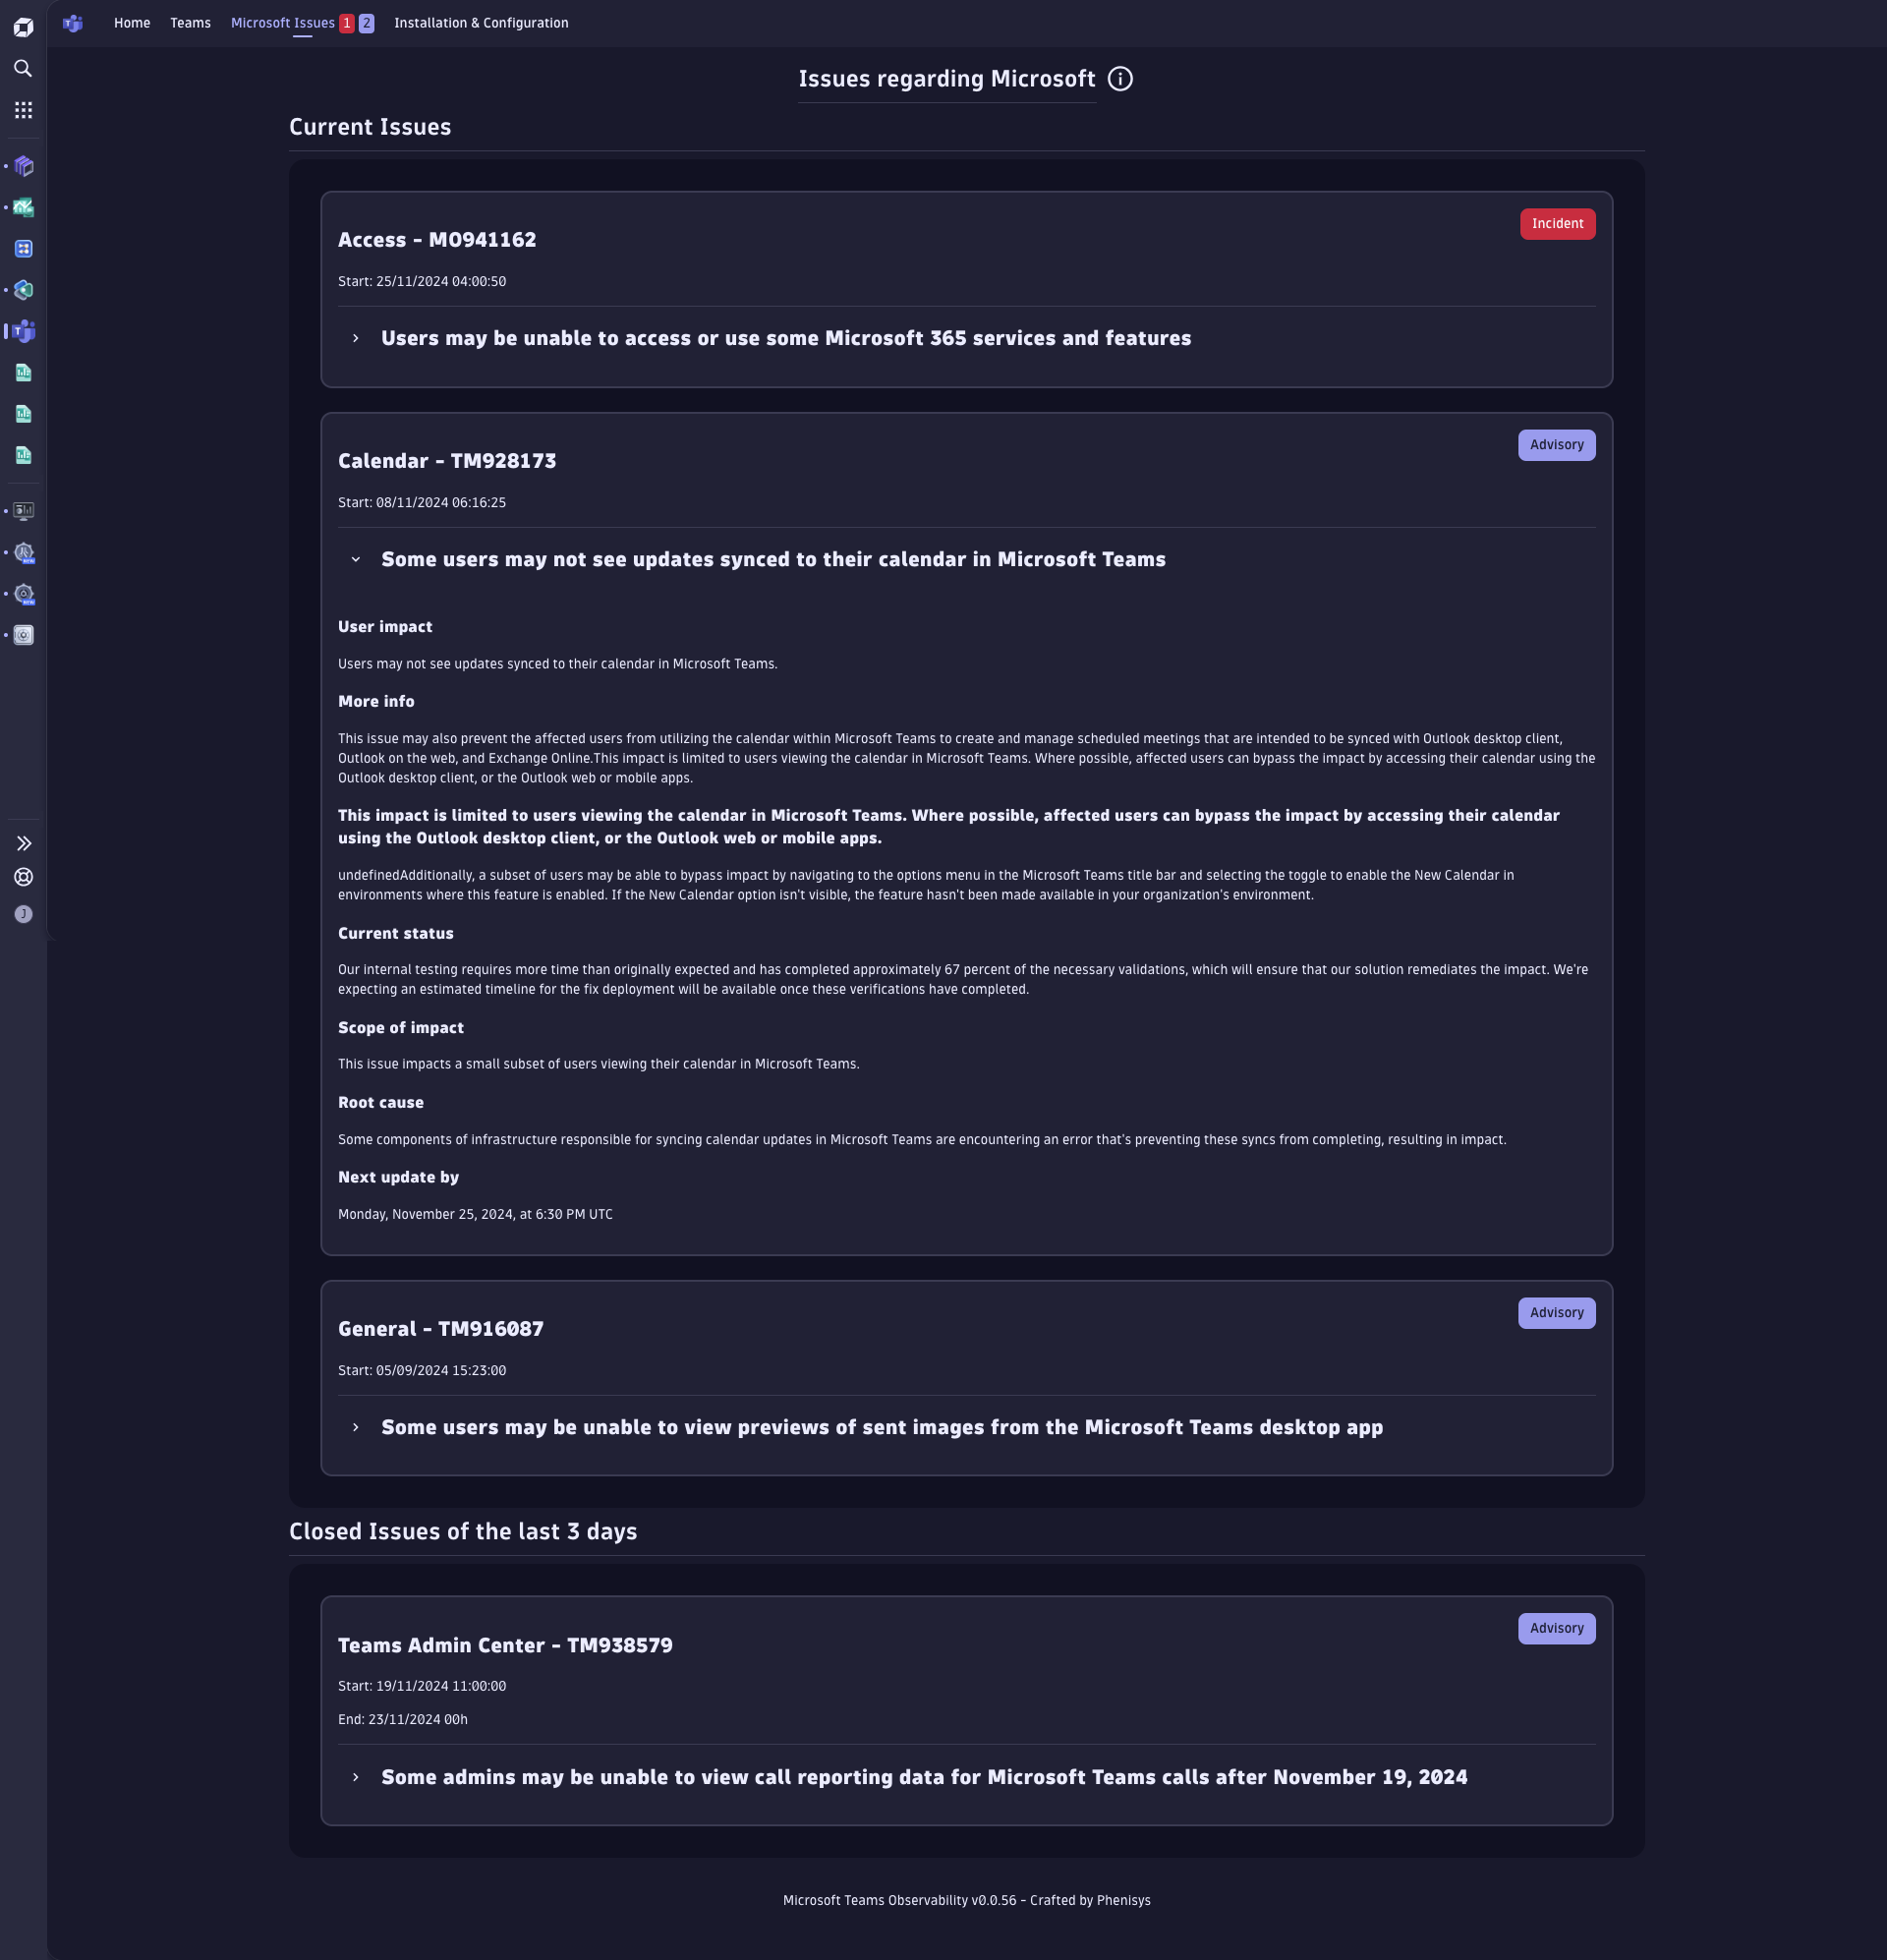 Home Teams Microsoft Issues 1 2 Installation & Configuration
Issues regarding Microsoft
Current Issues
Incident
Access - MO941162
Start: 25/11/2024 04:00:50
Users may be unable to access or use some Microsoft 365 services and features
Advisory
Calendar - TM928173
Start: 08/11/2024 06:16:25
Some users may not see updates synced to their calendar in Microsoft Teams
User impact
Users may not see updates synced to their calendar in Microsoft Teams.
More info
This issue may also prevent the affected users from utilizing the calendar within Microsoft Teams to create and manage scheduled meetings that are intended to be synced with Outlook desktop client,
Outlook on the web, and Exchange Online.This impact is limited to users viewing the calendar in Microsoft Teams. Where possible, affected users can bypass the impact by accessing their calendar using the
Outlook desktop client, or the Outlook web or mobile apps.
This impact is limited to users viewing the calendar in Microsoft Teams. Where possible, affected users can bypass the impact by accessing their calendar
using the Outlook desktop client, or the Outlook web or mobile apps.
undefinedAdditionally, a subset of users may be able to bypass impact by navigating to the options menu in the Microsoft Teams title bar and selecting the toggle to enable the New Calendar in
environments where this feature is enabled. If the New Calendar option isn't visible, the feature hasn't been made available in your organization's environment.
Current status
Our internal testing requires more time than originally expected and has completed approximately 67 percent of the necessary validations, which will ensure that our solution remediates the impact. We're
expecting an estimated timeline for the fix deployment will be available once these verifications have completed.
Scope of impact
This issue impacts a small subset of users viewing their calendar in Microsoft Teams.
Root cause
Some components of infrastructure responsible for syncing calendar updates in Microsoft Teams are encountering an error that's preventing these syncs from completing, resulting in impact.
Next update by
Monday, November 25, 2024, at 6:30 PM UTC
Advisory
General - TM916087
Start: 05/09/2024 15:23:00
Some users may be unable to view previews of sent images from the Microsoft Teams desktop app
Closed Issues of the last 3 days
Advisory
Teams Admin Center - TM938579
Start: 19/11/2024 11:00:00
End: 23/11/2024 00h
Some admins may be unable to view call reporting data for Microsoft Teams calls after November 19, 2024
Microsoft Teams Observability v0.0.56 - Crafted by Phenisys
J